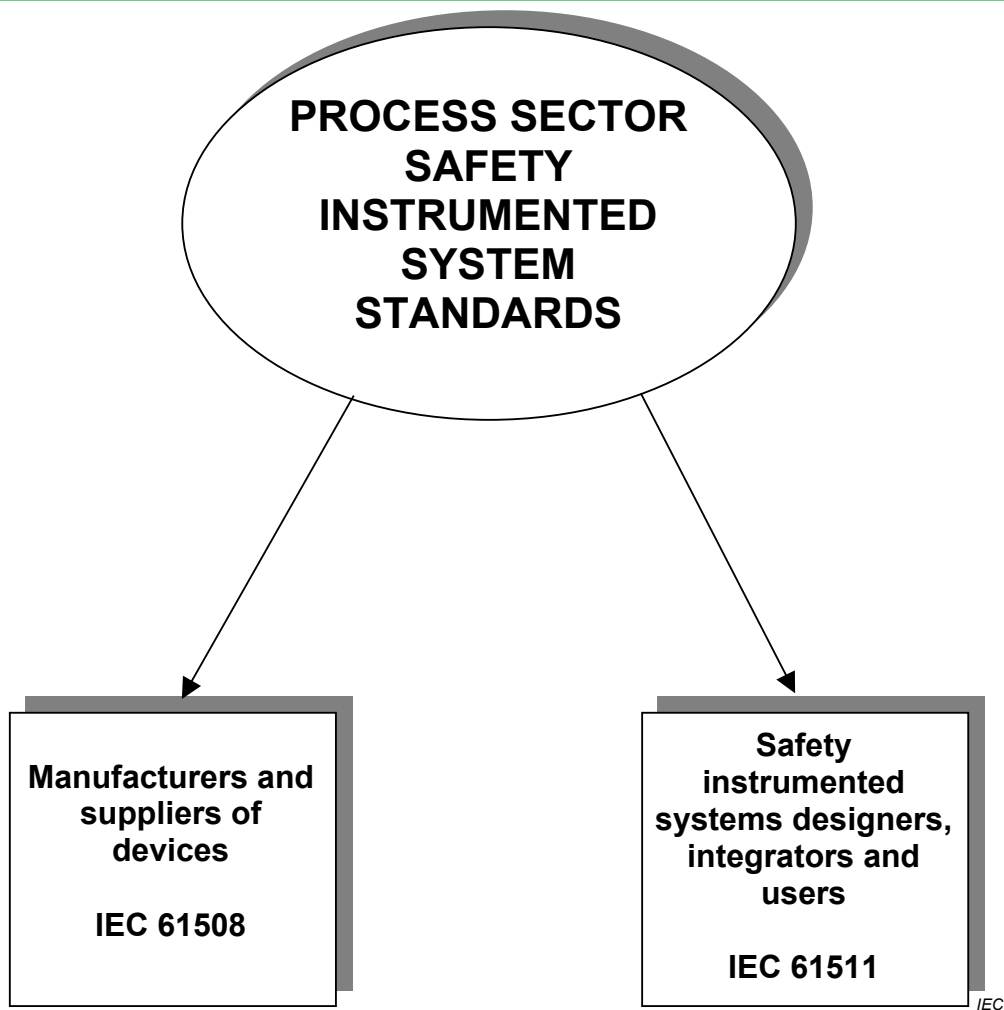 PROCESS SECTOR
SAFETY
INSTRUMENTED
SYSTEM
STANDARDS
Manufacturers and
suppliers of
devices
IEC 61508
Safety
instrumented
systems designers,
integrators and
users
IEC 61511
IEC